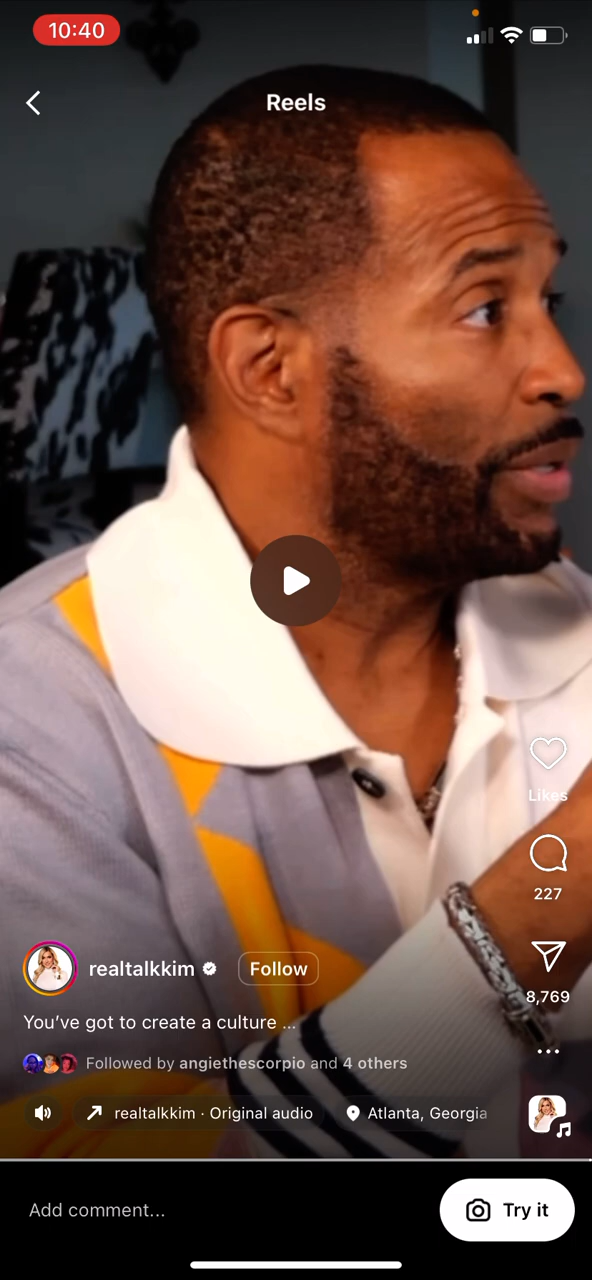 10:40
Reels
Likes
227
realtalkkim
Follow
8,769
You've got to create a culture ...
Followed by angiethescorpio and 4 others
realtalkkim · Original audio
Atlanta, Georgia
Add comment...
Try it